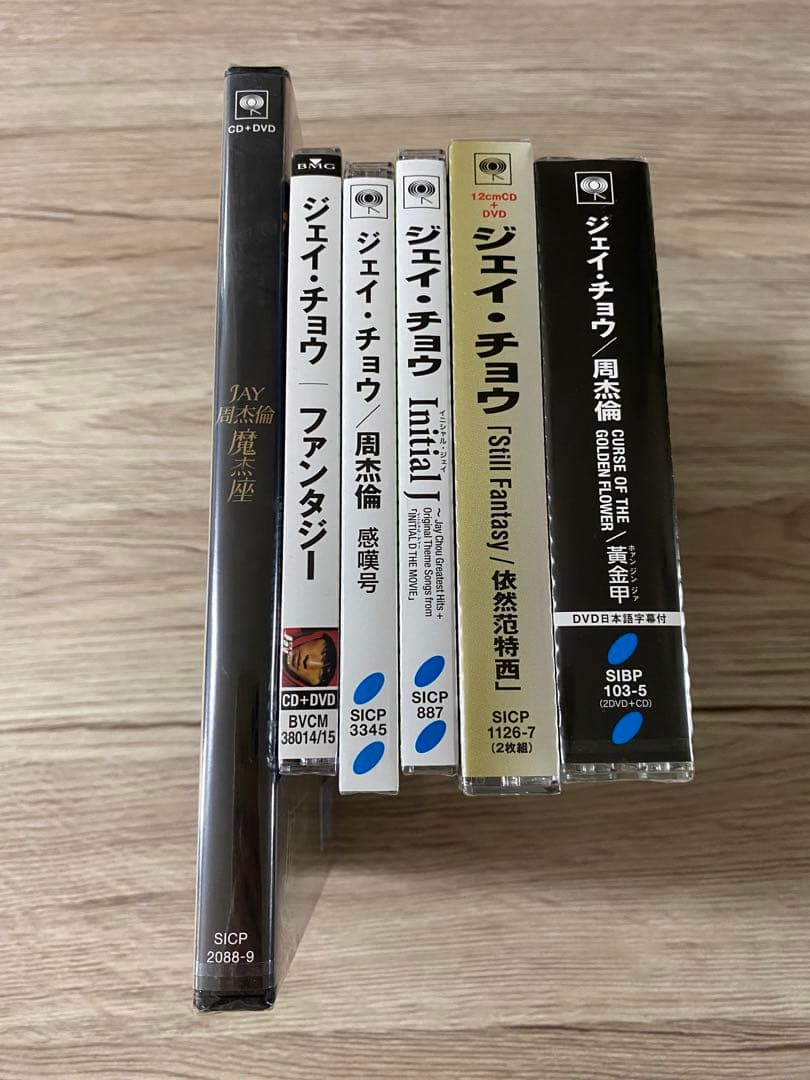 CD+DVD
JAY
周杰倫
魔杰座
SICP
2088-9
BMG
ジェイ・チョウ｜ファンタジー
CD+DVD
BVCM
38014/15
ジェイ・チョウ/周杰倫 感嘆号
SICP
3345
ジェイ・チョウ Initial J
イニシャル・ジェイ
~ Jay Chou Greatest Hits +
Original Theme Songs from
「INITIAL D THE MOVIE」
SICP
887
12cmCD
+
DVD
ジェイ・チョウ「Still Fantasy/依然范特西」
SICP
1126-7
(2枚組)
ジェイ・チョウ/周杰倫 CURSE OF THE
GOLDEN FLOWER/黃金甲
ホアン ジン ジァ
DVD日本語字幕付
SIBP
103-5
(2DVD+CD)